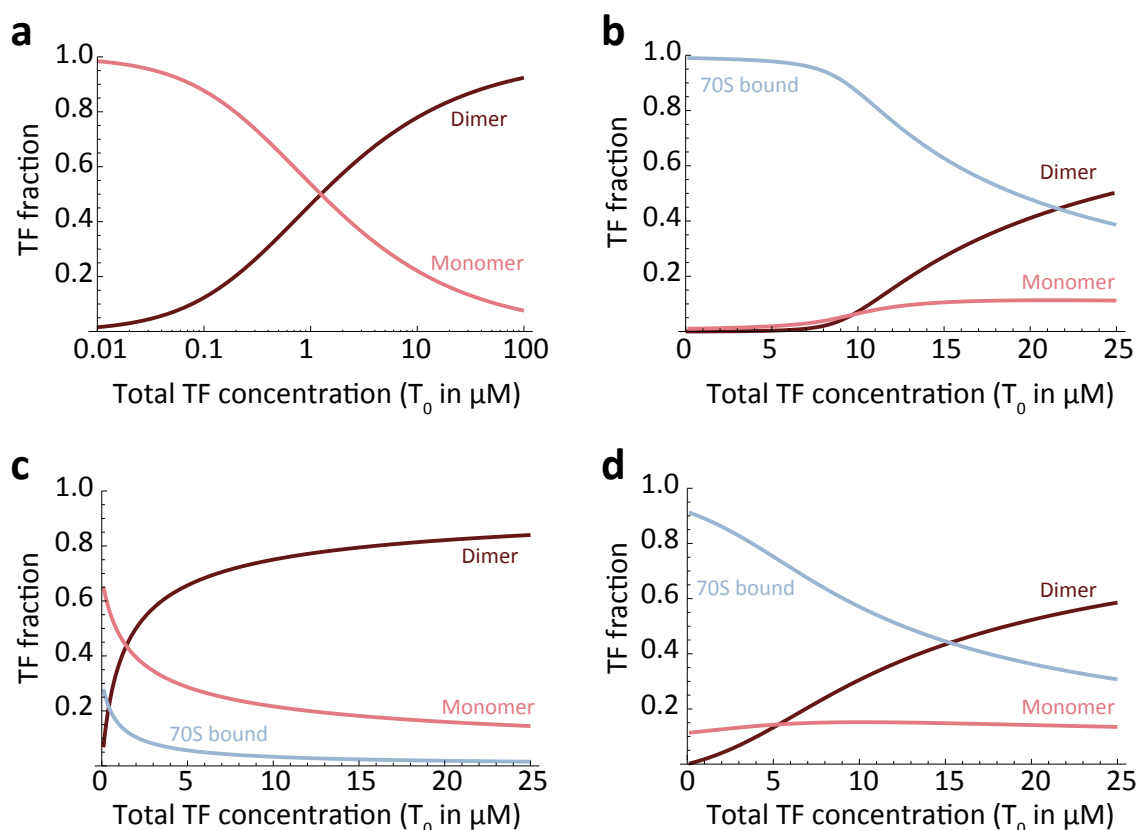 a
1.0
0.8
0.6
0.4
0.2
TF fraction
Dimer
Monomer
0.01 0.1 1 10 100
Total TF concentration (T0 in μM)
b
1.0
0.8
0.6
0.4
0.2
TF fraction
70S bound
Dimer
Monomer
0 5 10 15 20 25
Total TF concentration (T0 in μM)
c
1.0
0.8
0.6
0.4
0.2
TF fraction
Dimer
Monomer
70S bound
0 5 10 15 20 25
Total TF concentration (T0 in μM)
d
1.0
0.8
0.6
0.4
0.2
TF fraction
70S bound
Dimer
Monomer
0 5 10 15 20 25
Total TF concentration (T0 in μM)